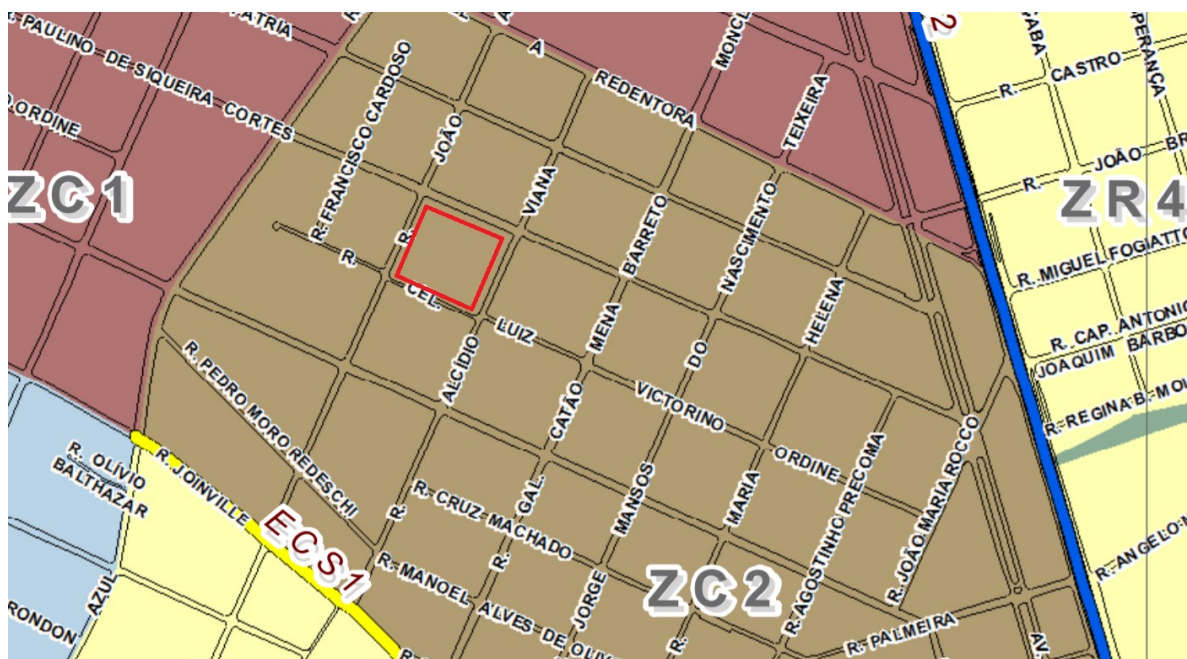 PATRIA
R. PAULINO DE SIQUEIRA CORTES
ORDINE
ZC1
R. FRANCISCO CARDOSO
R. JOÃO
A REDENTORA
VIANA
MONC
TEIXEIRA
2
R. CASTRO
R. JOÃO BR
ZR4
R. MIGUEL FOGIATTO
R. CAP. ANTONIO
JOAQUIM BARBO
R. REGINA B. MO
R. CEL. LUIZ VICTORINO ORDINE
ALCÍDIO
R.
R. GAL. CATÃO MENA BARRETO
JORGE MANSOS DO NASCIMENTO
R. MARIA HELENA
R. PEDRO MORO REDESCHI
R. OLÍVIO
BALTHAZAR
R. JOINVILLE
ECS1
R. CRUZ MACHADO
R. MANOEL ALVES DE OLIV
ZC2
R. AGOSTINHO PRECOMA
R. JOÃO MARIA ROCCO
R. ANGELO
R. PALMEIRA
AV.
AZUL
RONDON
R.